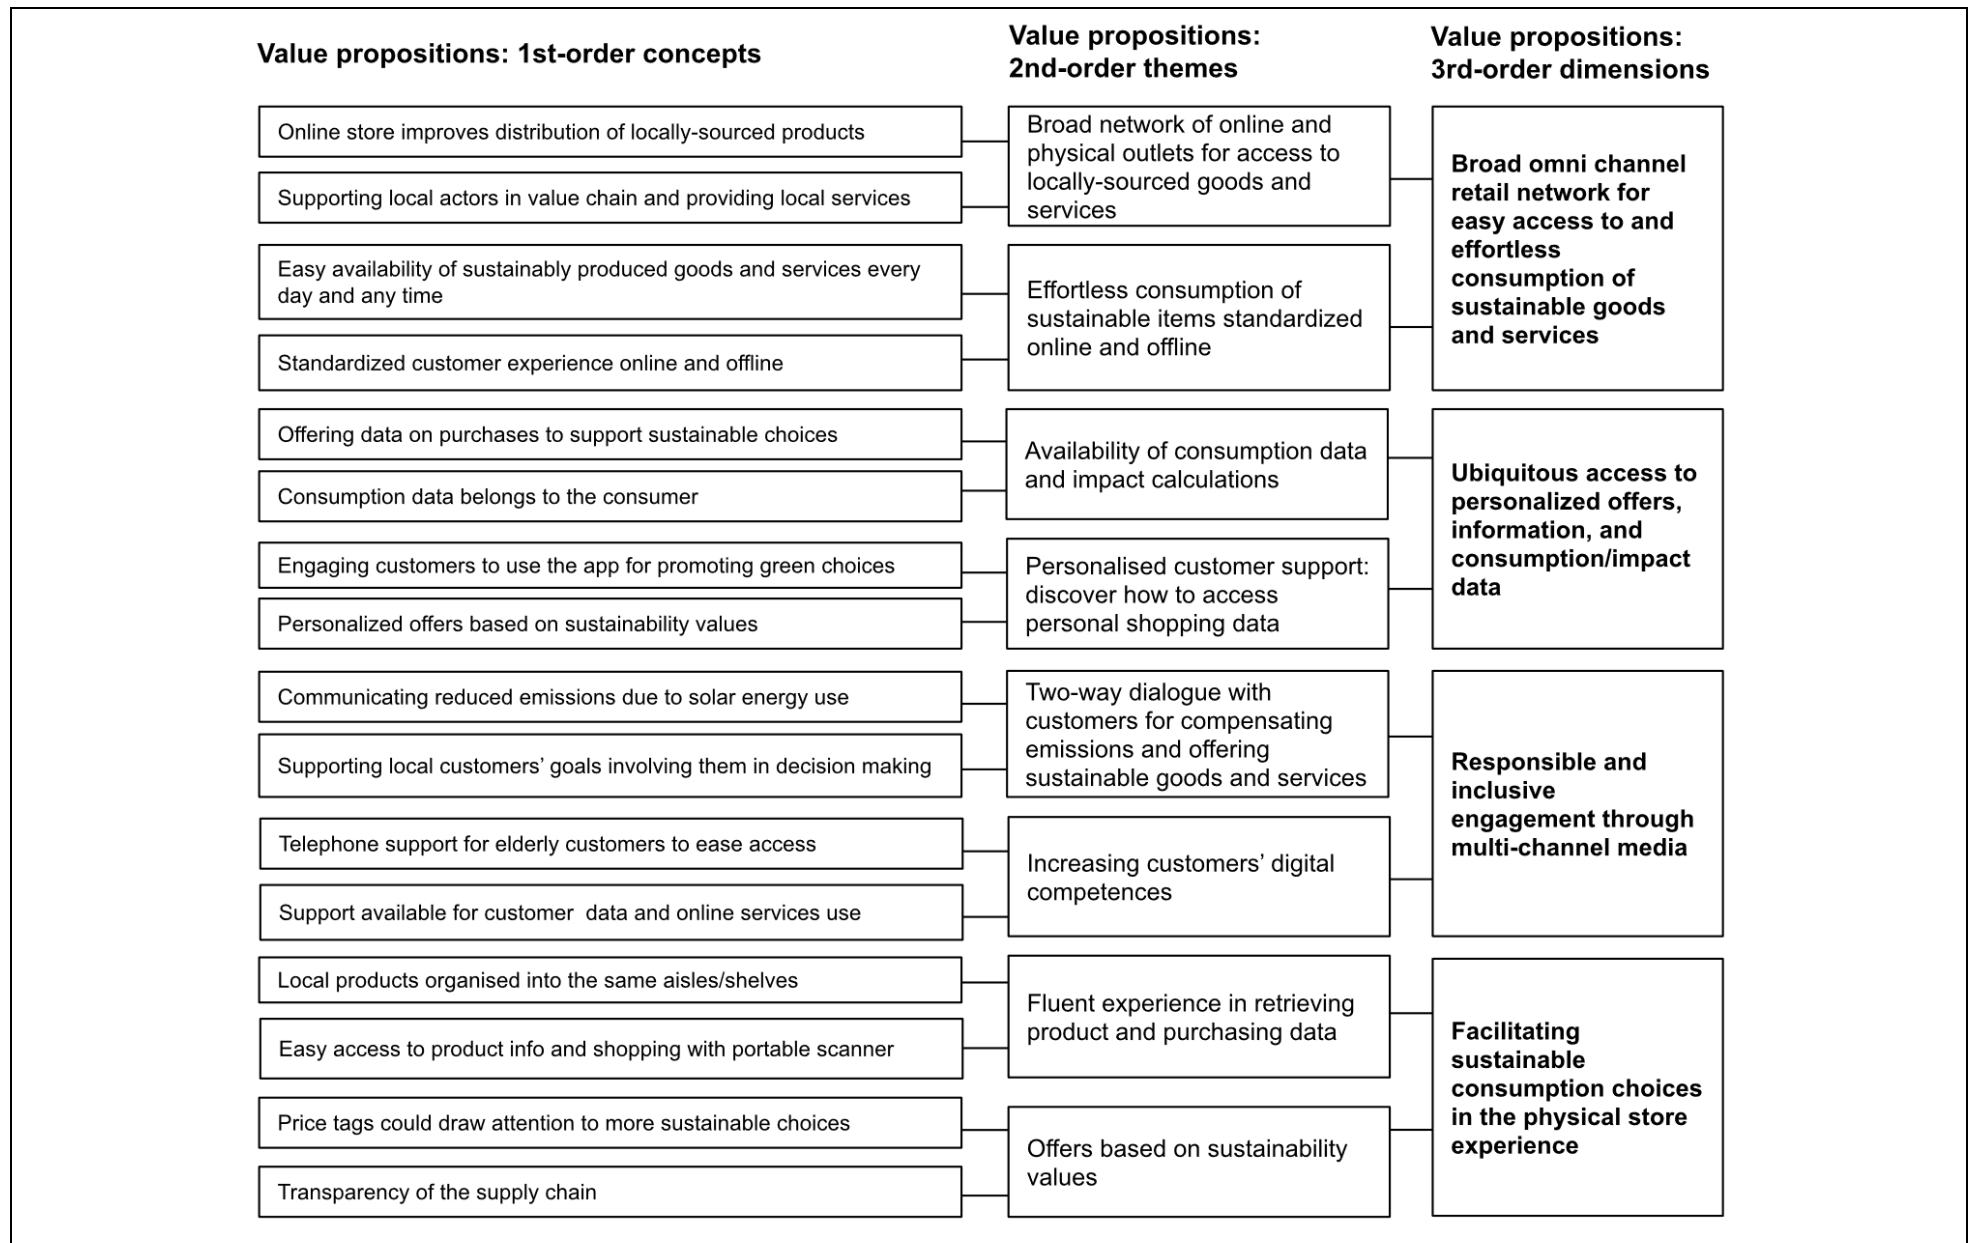 Value propositions: 1st-order concepts
Value propositions:
2nd-order themes
Value propositions:
3rd-order dimensions
Online store improves distribution of locally-sourced products
Supporting local actors in value chain and providing local services
Broad network of online and
physical outlets for access to
locally-sourced goods and
services
Easy availability of sustainably produced goods and services every
day and any time
Standardized customer experience online and offline
Effortless consumption of
sustainable items standardized
online and offline
Broad omni channel
retail network for
easy access to and
effortless
consumption of
sustainable goods
and services
Offering data on purchases to support sustainable choices
Consumption data belongs to the consumer
Availability of consumption data
and impact calculations
Engaging customers to use the app for promoting green choices
Personalized offers based on sustainability values
Personalised customer support:
discover how to access
personal shopping data
Ubiquitous access to
personalized offers,
information, and
consumption/impact
data
Communicating reduced emissions due to solar energy use
Supporting local customers’ goals involving them in decision making
Two-way dialogue with
customers for compensating
emissions and offering
sustainable goods and services
Telephone support for elderly customers to ease access
Support available for customer  data and online services use
Increasing customers’ digital
competences
Responsible and
inclusive
engagement through
multi-channel media
Local products organised into the same aisles/shelves
Easy access to product info and shopping with portable scanner
Fluent experience in retrieving
product and purchasing data
Price tags could draw attention to more sustainable choices
Transparency of the supply chain
Offers based on sustainability
values
Facilitating
sustainable
consumption choices
in the physical store
experience